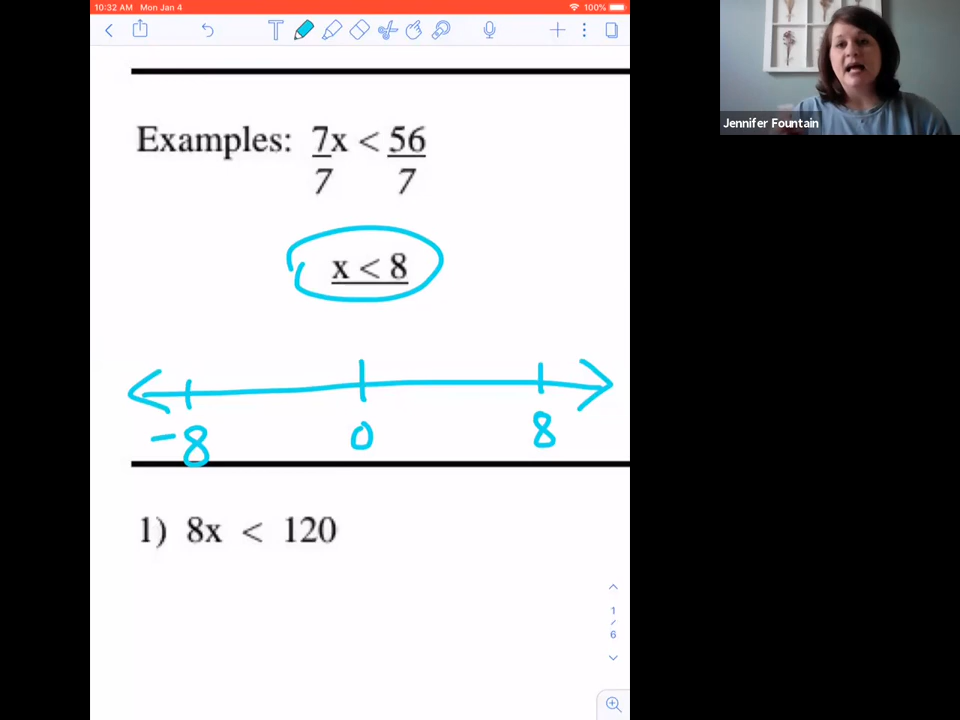 10:32 AM Mon Jan 4 100%
Jennifer Fountain
Examples: 7x < 56
7 7
x < 8
-8 0 8
1) 8x < 120
1
/
6